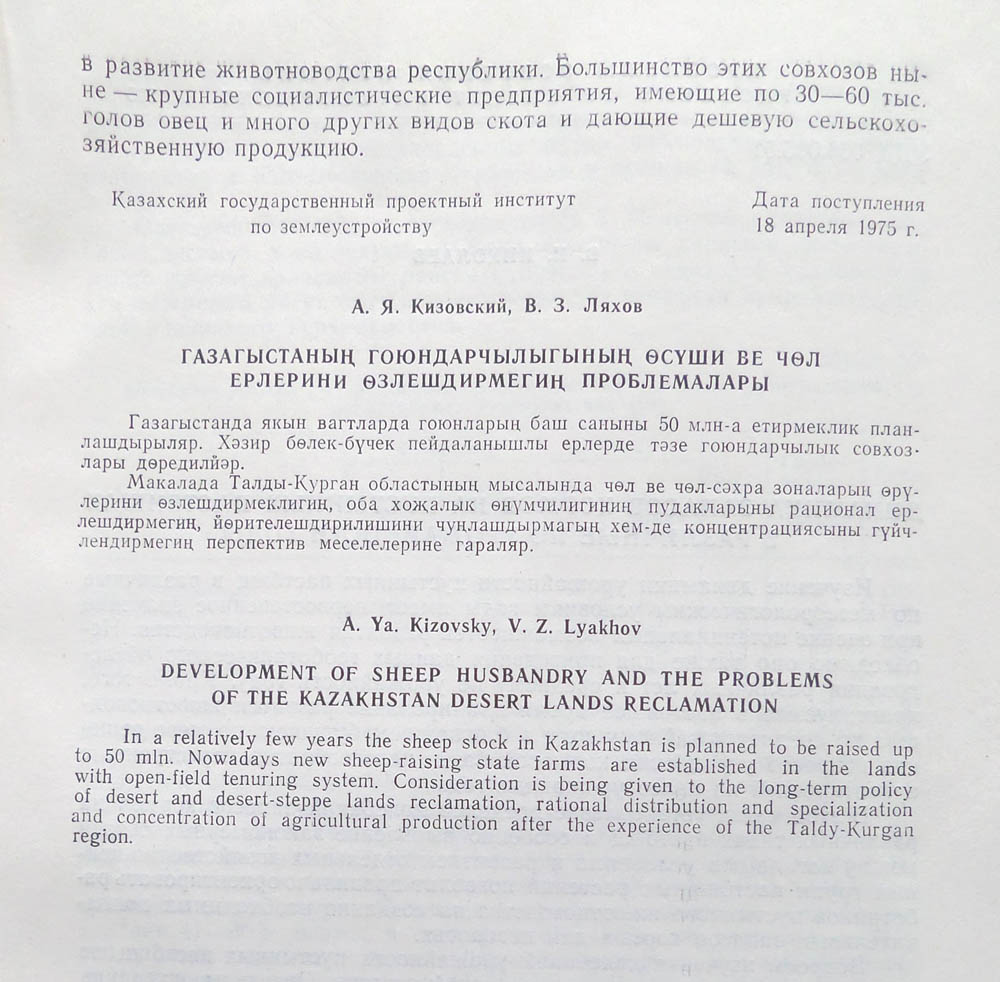 в развитие животноводства республики. Большинство этих совхозов ны-
не — крупные социалистические предприятия, имеющие по 30—60 тыс.
голов овец и много других видов скота и дающие дешевую сельскохо-
зяйственную продукцию.
Казахский государственный проектный институт
по землеустройству
Дата поступления
18 апреля 1975 г.
А. Я. Кизовский, В. З. Ляхов
ГАЗАГЫСТАНЫҢ ГОЮНДАРЧЫЛЫГЫНЫҢ ӨСҮШИ ВЕ ЧӨЛ
ЕРЛЕРИНИ ӨЗЛЕШДИРМЕГИҢ ПРОБЛЕМАЛАРЫ
Газагыстанда якын вагтларда гоюнларың баш саныны 50 млн-а етирмеклик план-
лашдырыляр. Хәзир бөлек-бүчек пейдаланышлы ерлерде тәзе гоюндарчылык совхоз-
лары дөредилйәр.
Макалада Талды-Курган областының мысалында чөл ве чөл-сәхра зоналарың өрү-
лерини өзлешдирмеклигиң, оба хоҗалык өнүмчилигиниң пудакларыны рационал ер-
лешдирмегиң, йөрителешдирилишини чуңлашдырмагың хем-де концентрациясыны гүйч-
лендирмегиң перспектив меселелерине гараляр.
A. Ya. Kizovsky, V. Z. Lyakhov
DEVELOPMENT OF SHEEP HUSBANDRY AND THE PROBLEMS
OF THE KAZAKHSTAN DESERT LANDS RECLAMATION
In a relatively few years the sheep stock in Kazakhstan is planned to be raised up
to 50 mln. Nowadays new sheep-raising state farms are established in the lands
with open-field tenuring system. Consideration is being given to the long-term policy
of desert and desert-steppe lands reclamation, rational distribution and specialization
and concentration of agricultural production after the experience of the Taldy-Kurgan
region.